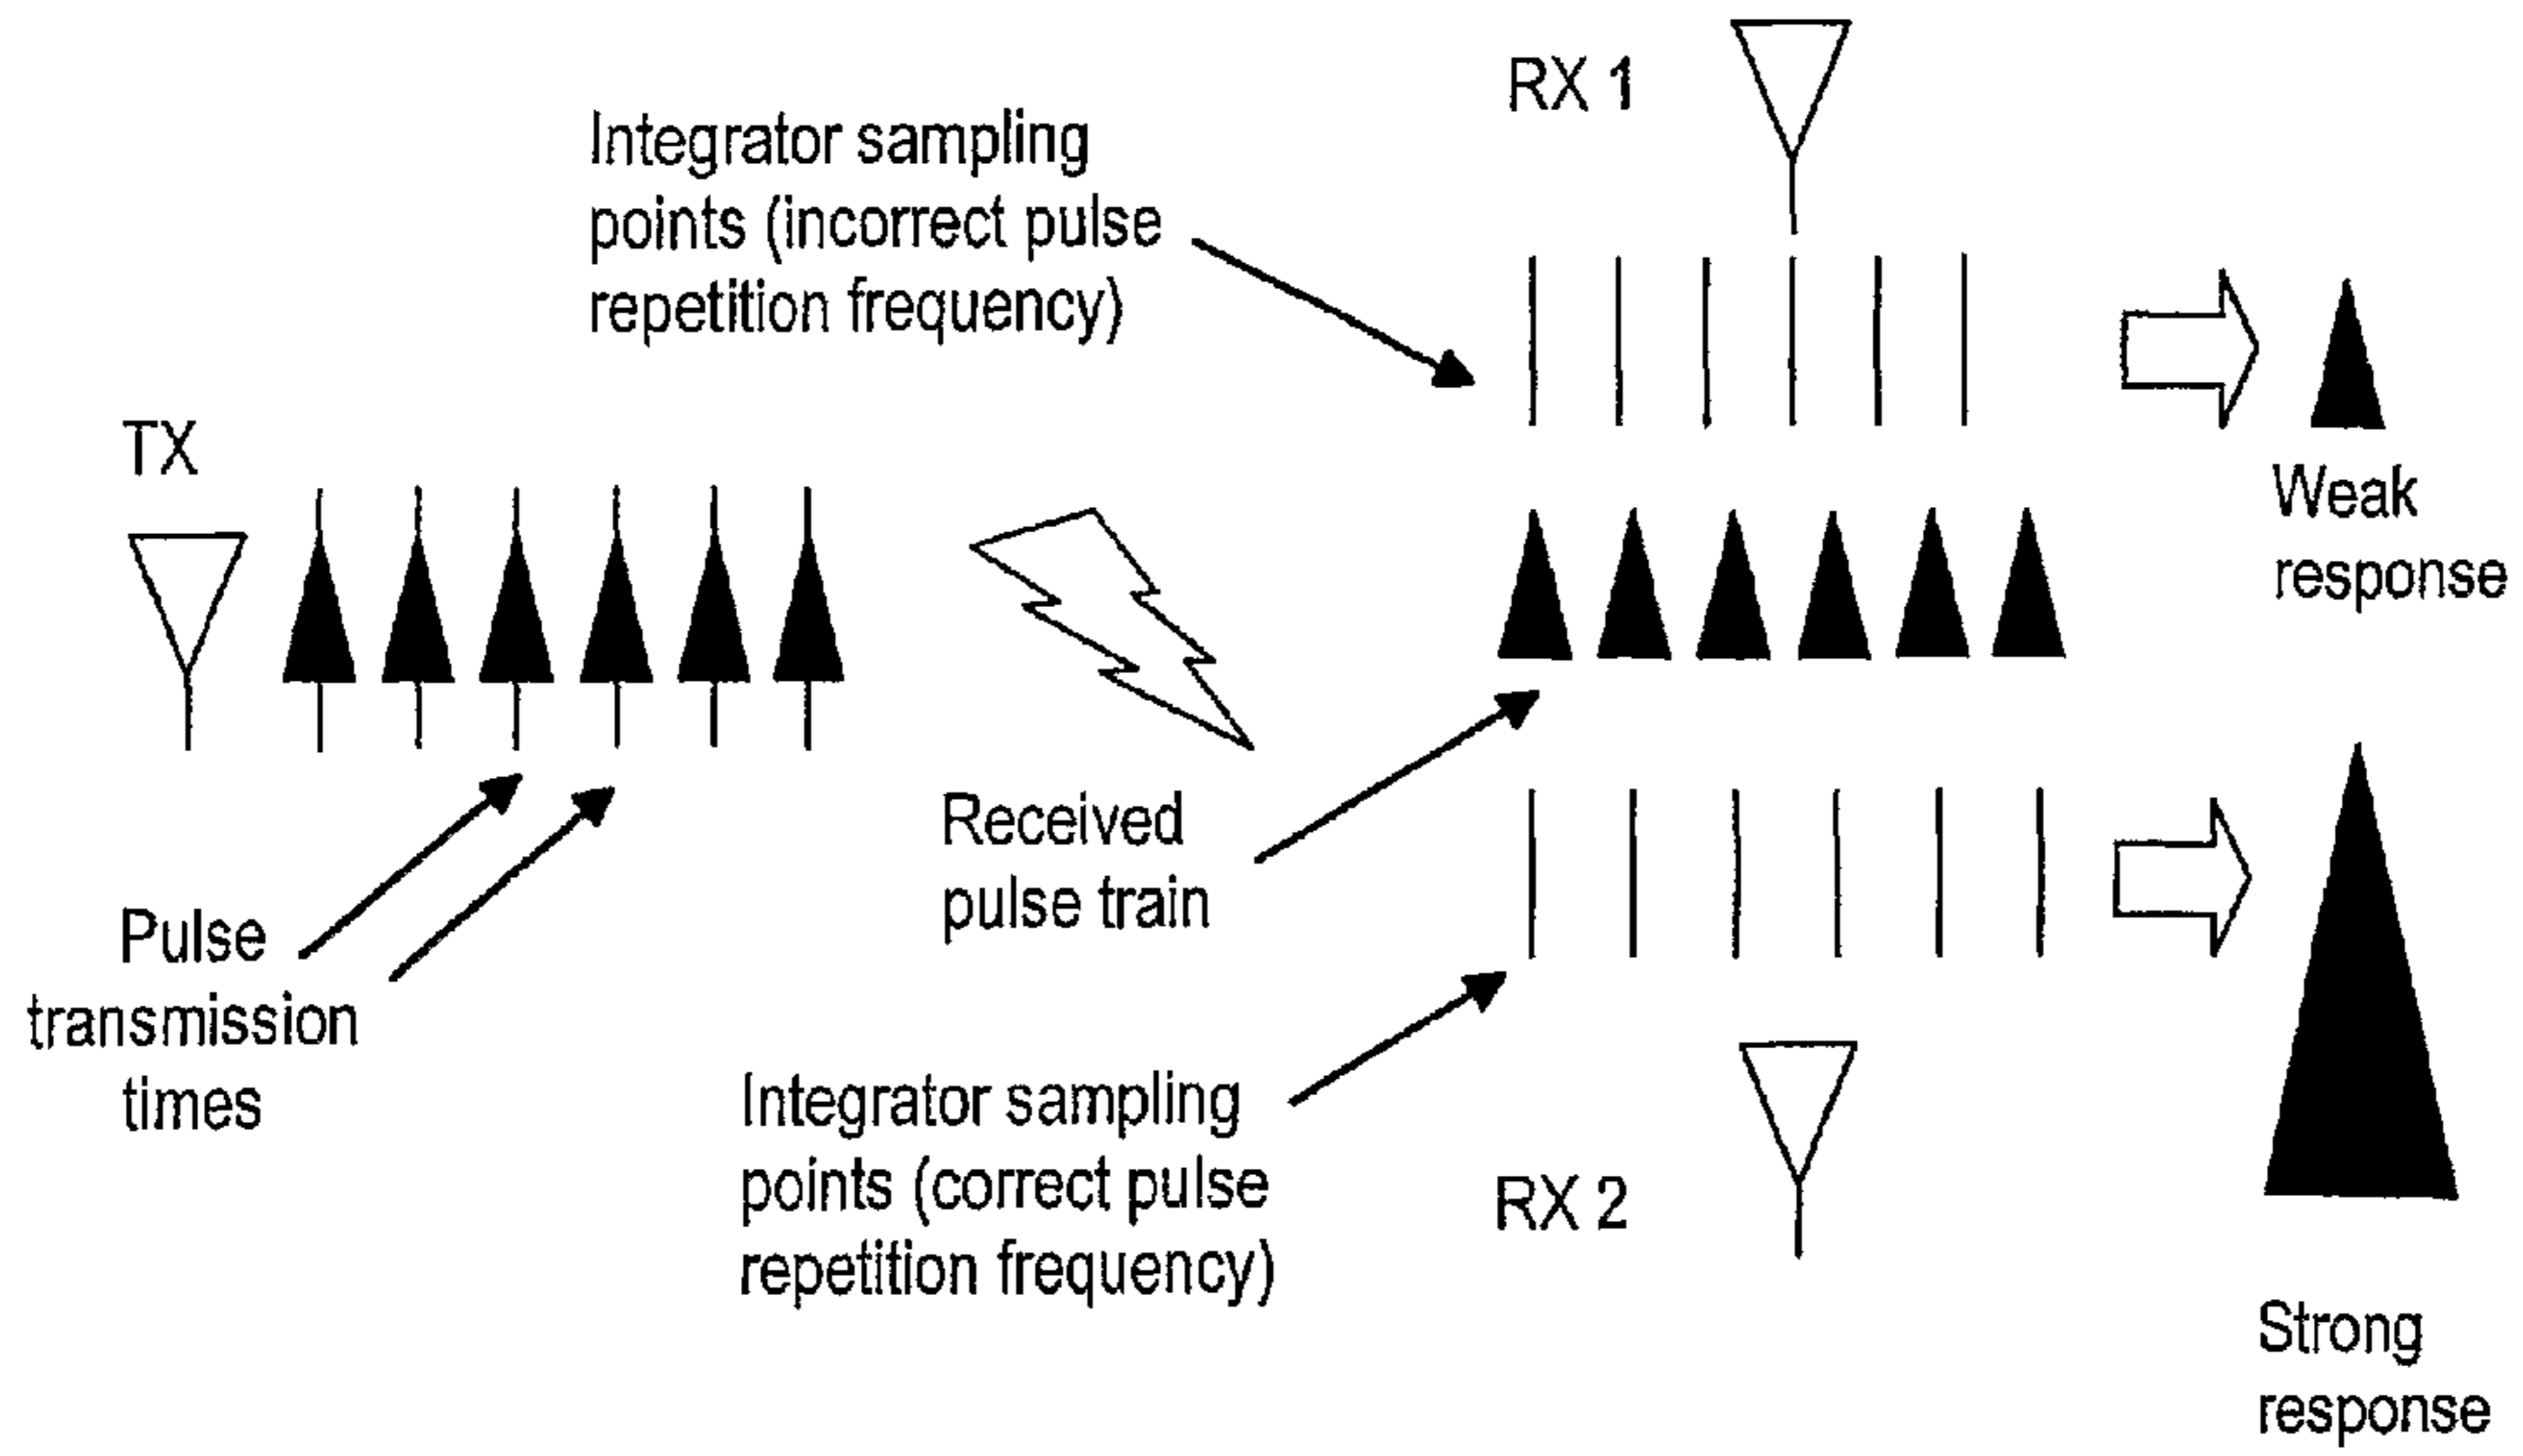 RX 1
Integrator sampling
points (incorrect pulse
repetition frequency)
TX
Weak
response
Received
pulse train
Pulse
transmission
times
Integrator sampling
points (correct pulse
repetition frequency)
RX 2
Strong
response